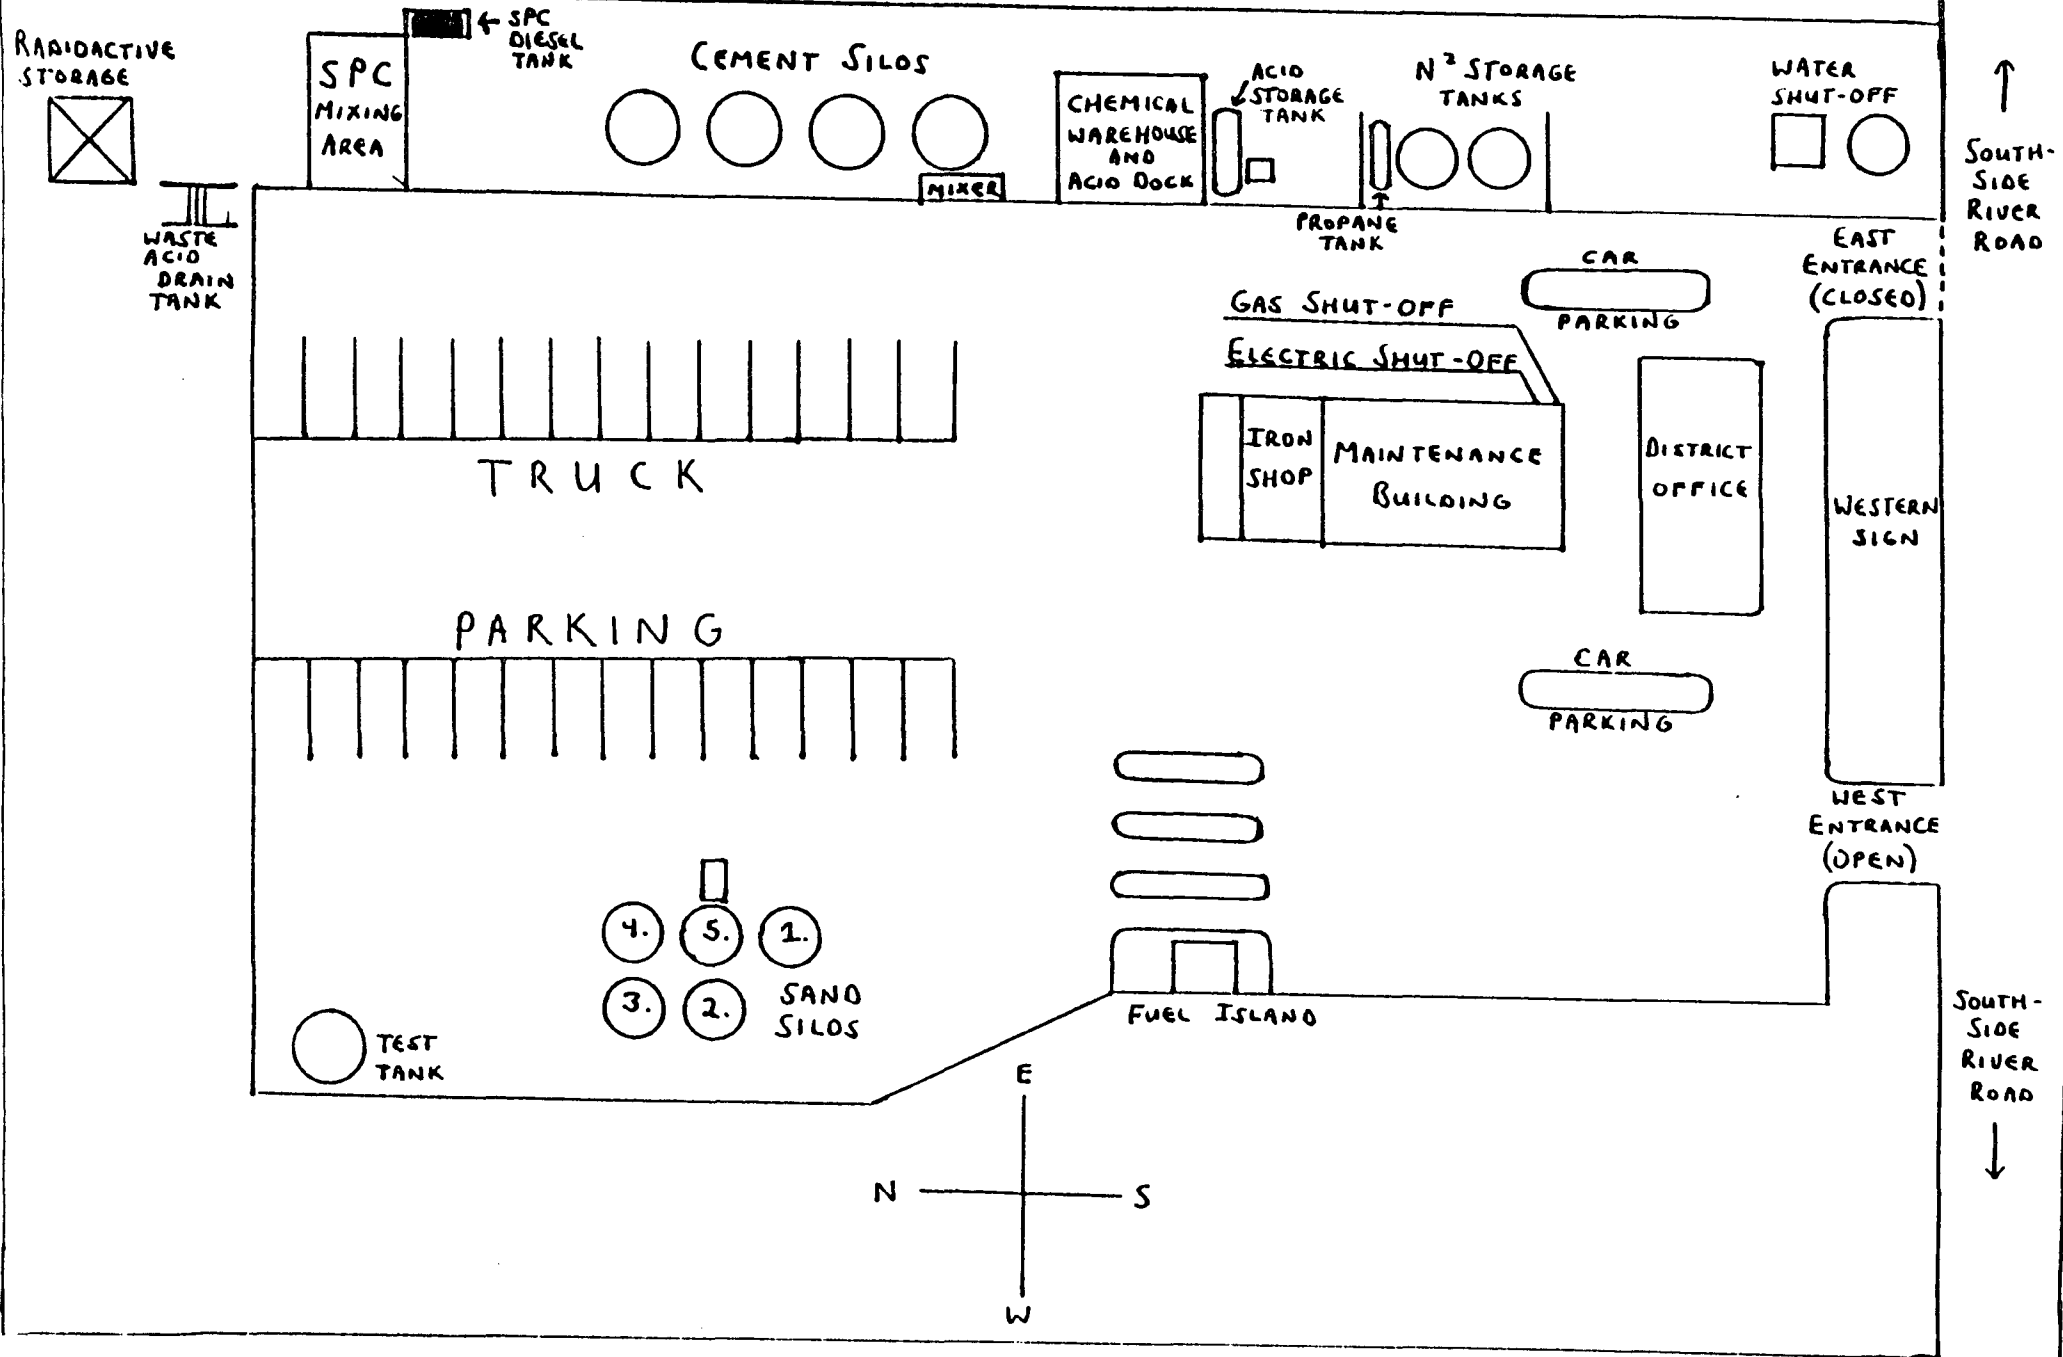 RADIOACTIVE
STORAGE
SPC
MIXING
AREA
← SPC
DIESEL
TANK
CEMENT SILOS
MIXER
CHEMICAL
WAREHOUSE
AND
ACID DOCK
ACID
STORAGE
TANK
N² STORAGE
TANKS
PROPANE
TANK
WATER
SHUT-OFF
SOUTH-
SIDE
RIVER
ROAD
WASTE
ACID
DRAIN
TANK
EAST
ENTRANCE
(CLOSED)
CAR
PARKING
GAS SHUT-OFF
ELECTRIC SHUT-OFF
IRON
SHOP
MAINTENANCE
BUILDING
DISTRICT
OFFICE
WESTERN
SIGN
TRUCK
PARKING
CAR
PARKING
WEST
ENTRANCE
(OPEN)
4. 5. 1.
3. 2.
SAND
SILOS
TEST
TANK
FUEL ISLAND
SOUTH-
SIDE
RIVER
ROAD
E
N S
W